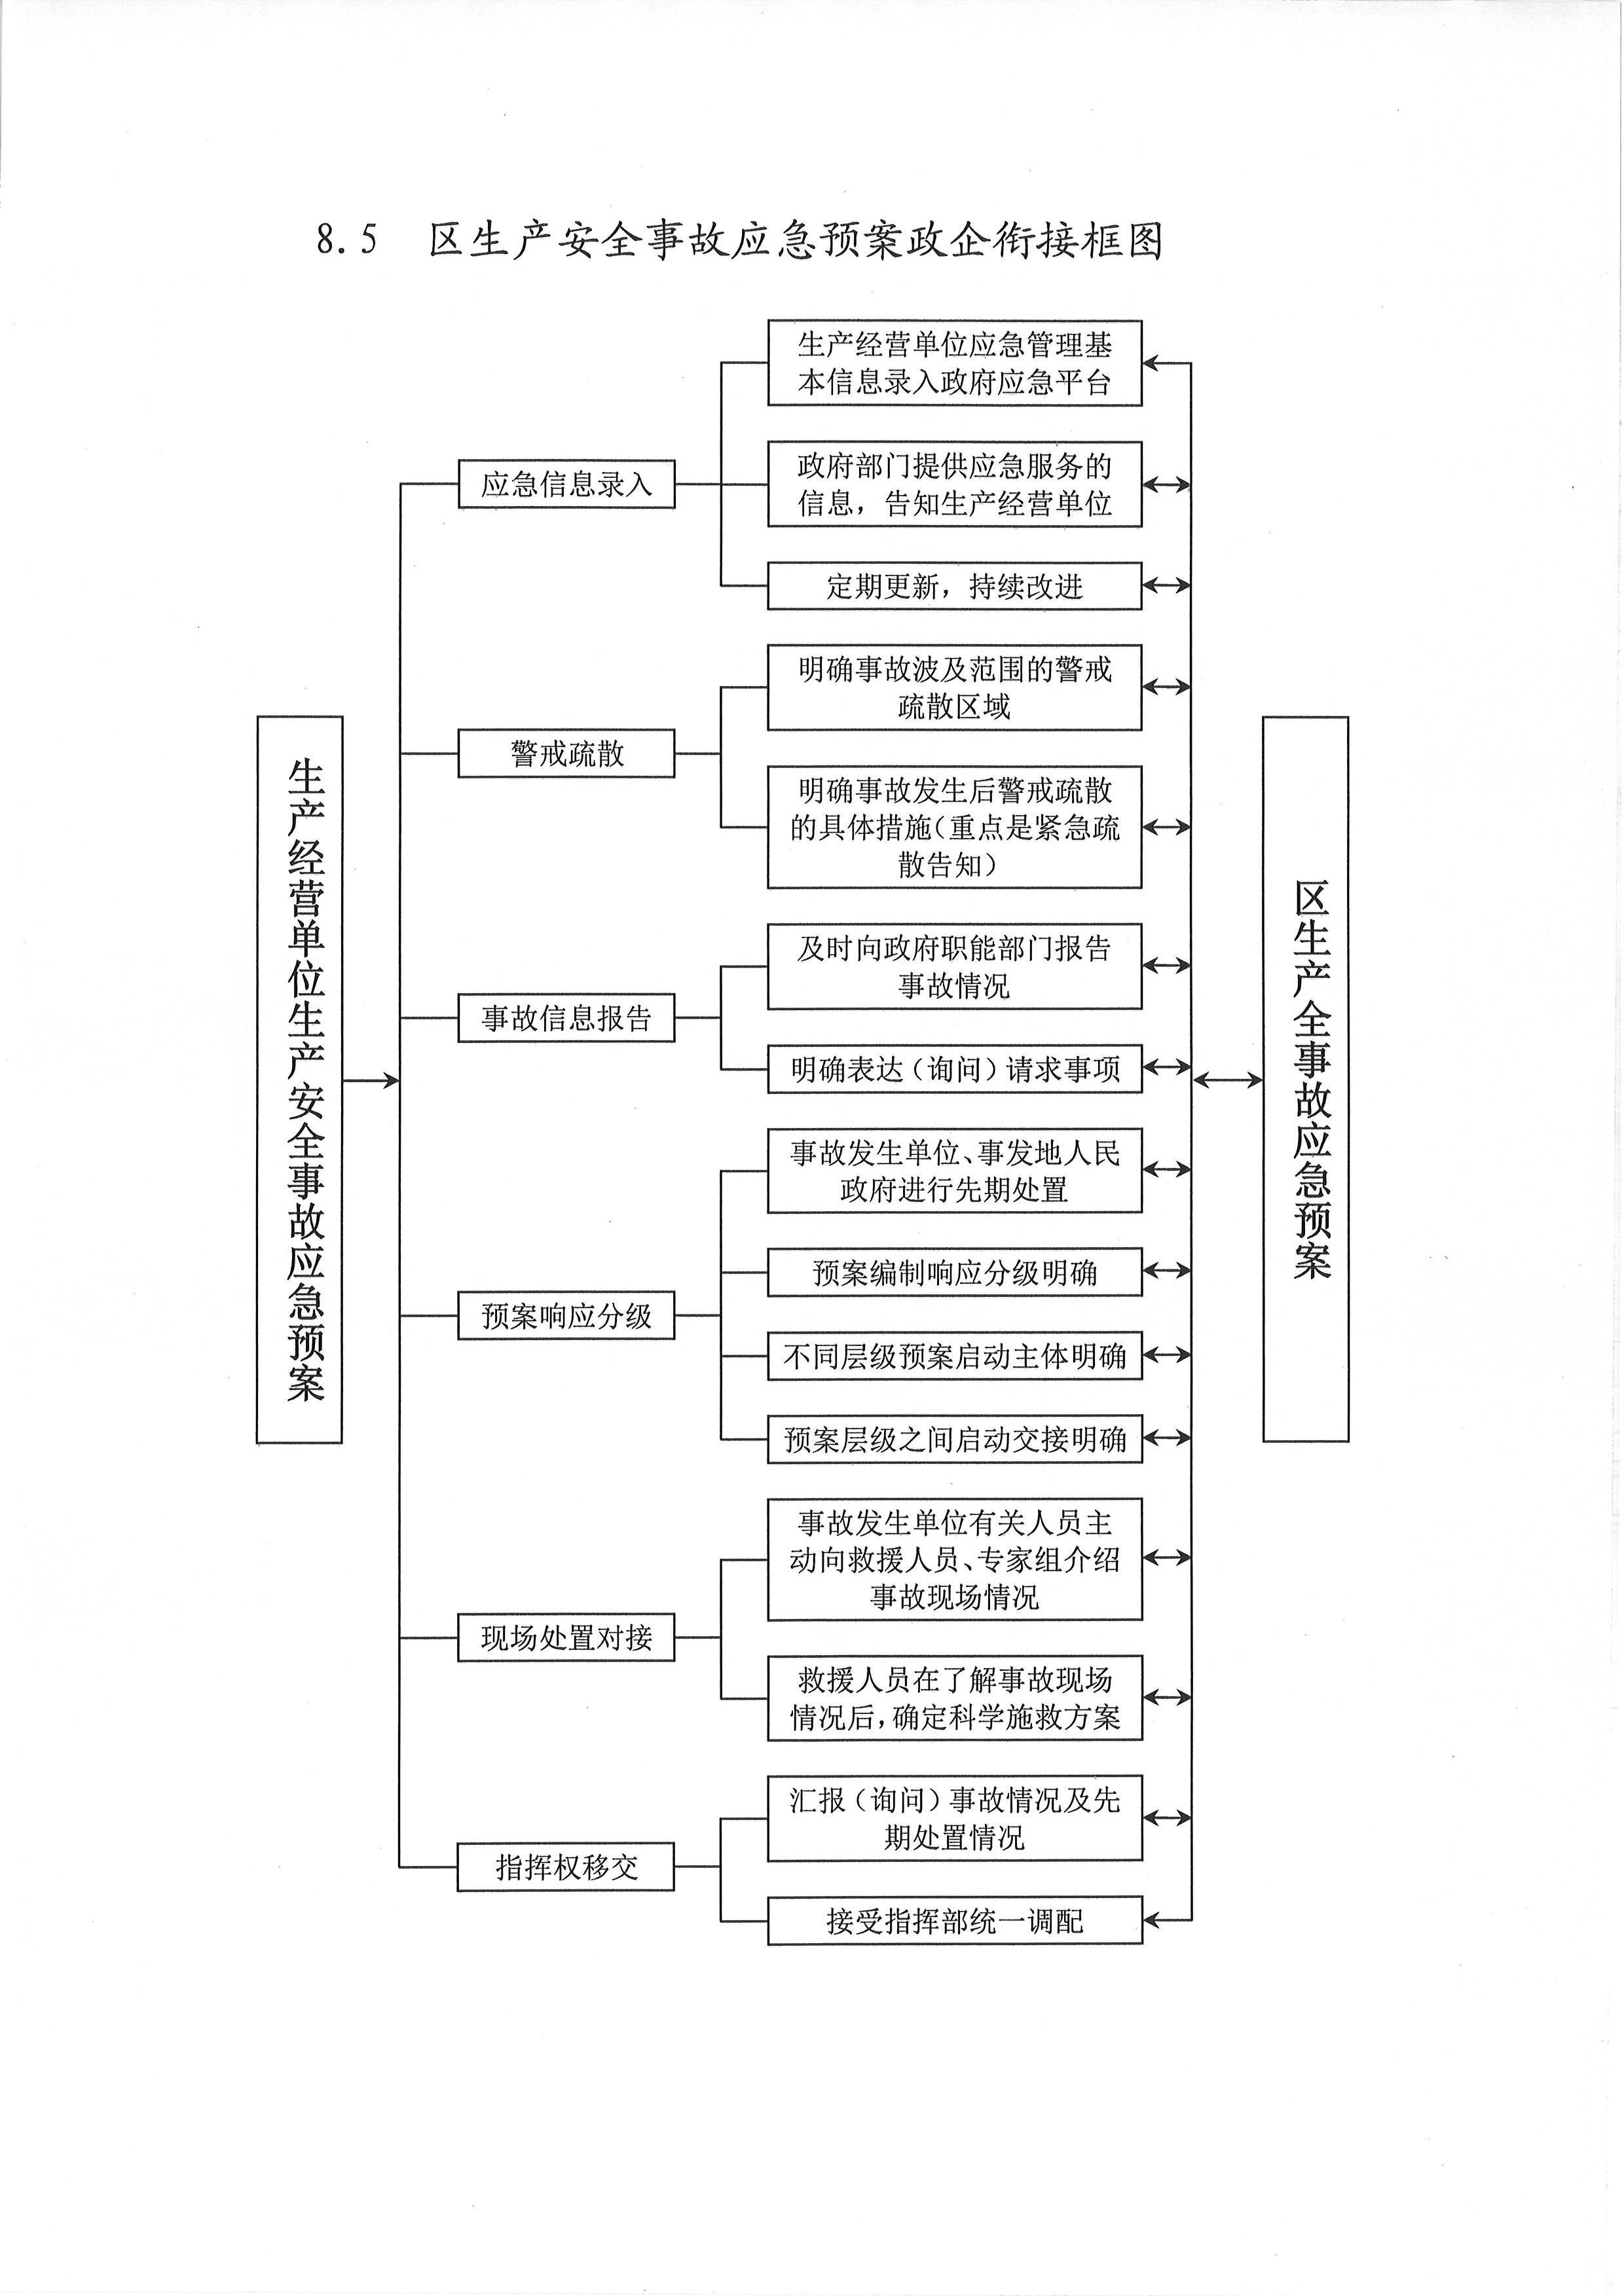 8.5 区生产安全事故应急预案政企衔接框图
生产经营单位生产安全事故应急预案
应急信息录入
生产经营单位应急管理基
本信息录入政府应急平台
政府部门提供应急服务的
信息，告知生产经营单位
定期更新，持续改进
警戒疏散
明确事故波及范围的警戒
疏散区域
明确事故发生后警戒疏散
的具体措施（重点是紧急疏
散告知）
事故信息报告
及时向政府职能部门报告
事故情况
明确表达（询问）请求事项
预案响应分级
事故发生单位、事发地人民
政府进行先期处置
预案编制响应分级明确
不同层级预案启动主体明确
预案层级之间启动交接明确
现场处置对接
事故发生单位有关人员主
动向救援人员、专家组介绍
事故现场情况
救援人员在了解事故现场
情况后，确定科学施救方案
指挥权移交
汇报（询问）事故情况及先
期处置情况
接受指挥部统一调配
区生产全事故应急预案